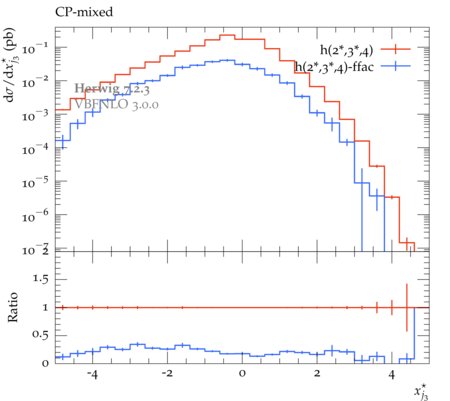 CP-mixed
dσ/dx*j3 (pb)
h(2*,3*,4)
h(2*,3*,4)-ffac
Herwig 7.2.3
VBFNLO 3.0.0
10−1
10−2
10−3
10−4
10−5
10−6
10−7
2
1.5
1
0.5
0
Ratio
-4 -2 0 2 4
x*j3